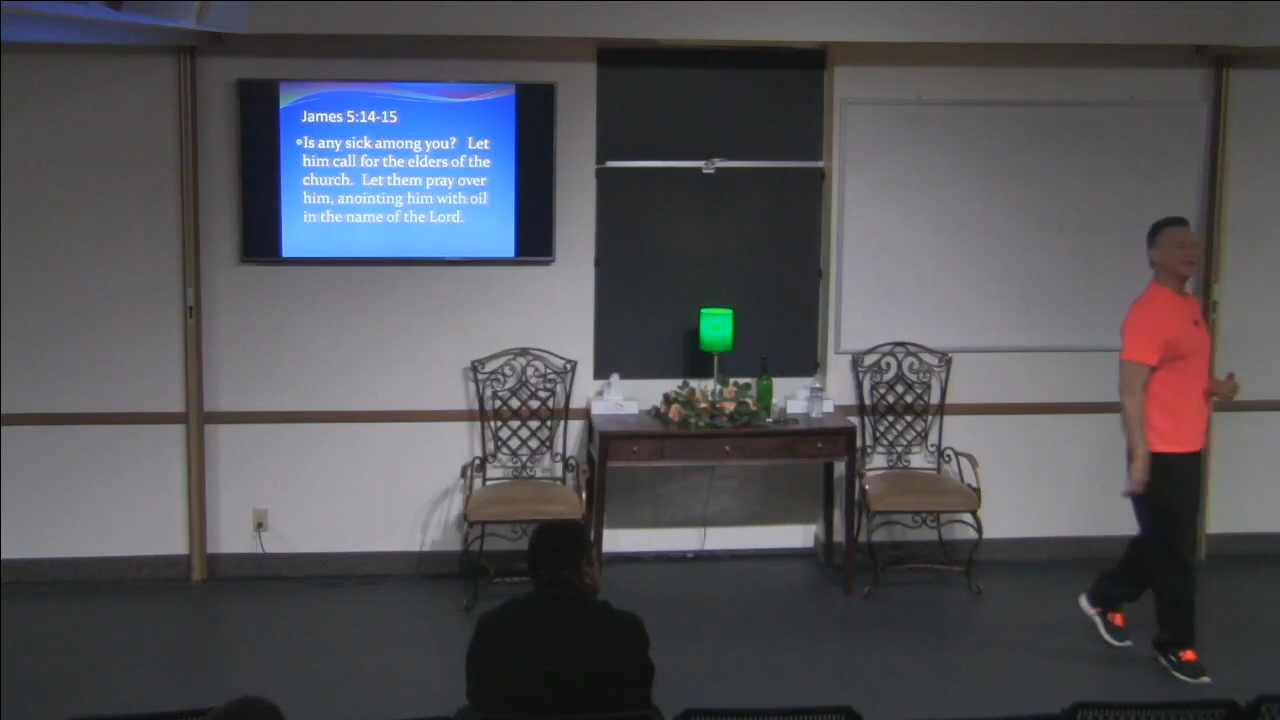 James 5:14-15
•Is any sick among you? Let
him call for the elders of the
church. Let them pray over
him, anointing him with oil
in the name of the Lord.